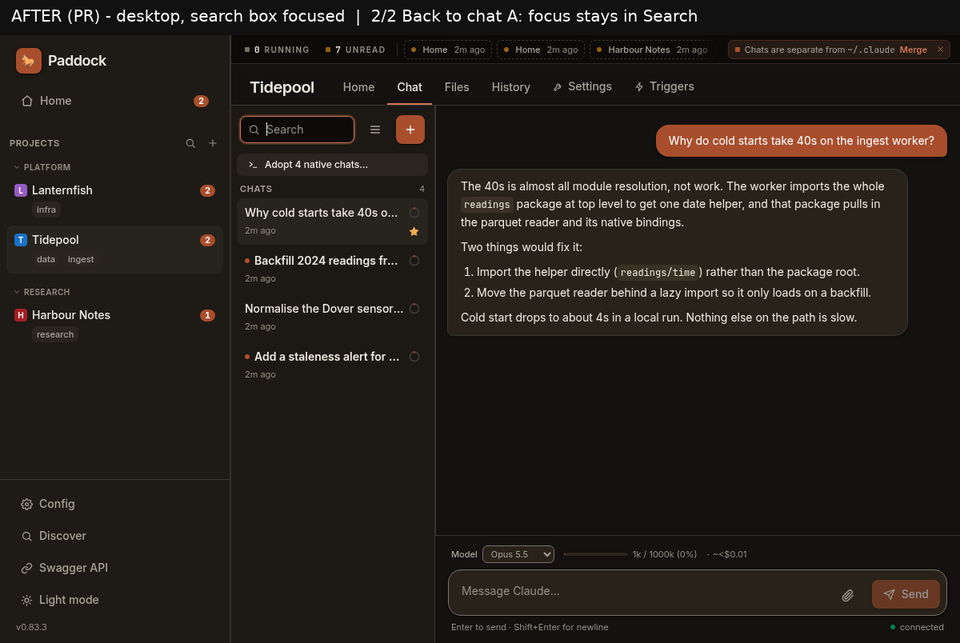 AFTER (PR) - desktop, search box focused | 2/2 Back to chat A: focus stays in Search
Paddock
Home 2
PROJECTS
PLATFORM
L Lanternfish 2
infra
T Tidepool 2
data ingest
RESEARCH
H Harbour Notes 1
research
Config
Discover
Swagger API
Light mode
v0.83.3
0 RUNNING 7 UNREAD Home 2m ago Home 2m ago Harbour Notes 2m ago Chats are separate from ~/.claude Merge ×
Tidepool Home Chat Files History Settings Triggers
Search
>_ Adopt 4 native chats...
CHATS 4
Why cold starts take 40s o...
2m ago
Backfill 2024 readings fr...
2m ago
Normalise the Dover sensor...
2m ago
Add a staleness alert for ...
2m ago
Why do cold starts take 40s on the ingest worker?
The 40s is almost all module resolution, not work. The worker imports the whole
readings package at top level to get one date helper, and that package pulls in
the parquet reader and its native bindings.
Two things would fix it:
1. Import the helper directly ( readings/time ) rather than the package root.
2. Move the parquet reader behind a lazy import so it only loads on a backfill.
Cold start drops to about 4s in a local run. Nothing else on the path is slow.
Model Opus 5.5 1k / 1000k (0%) · ~<$0.01
Message Claude...
Send
Enter to send · Shift+Enter for newline
connected